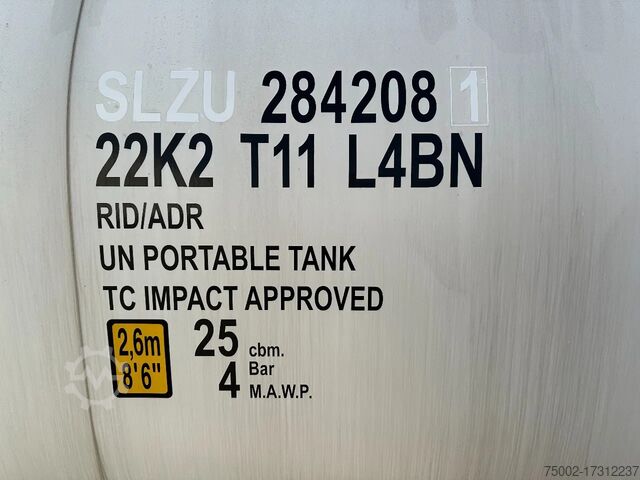 SLZU 284208 1
22K2 T11 L4BN
RID/ADR
UN PORTABLE TANK
TC IMPACT APPROVED
2,6m
8'6"
25 cbm.
4 Bar
M.A.W.P.
75002-17312237